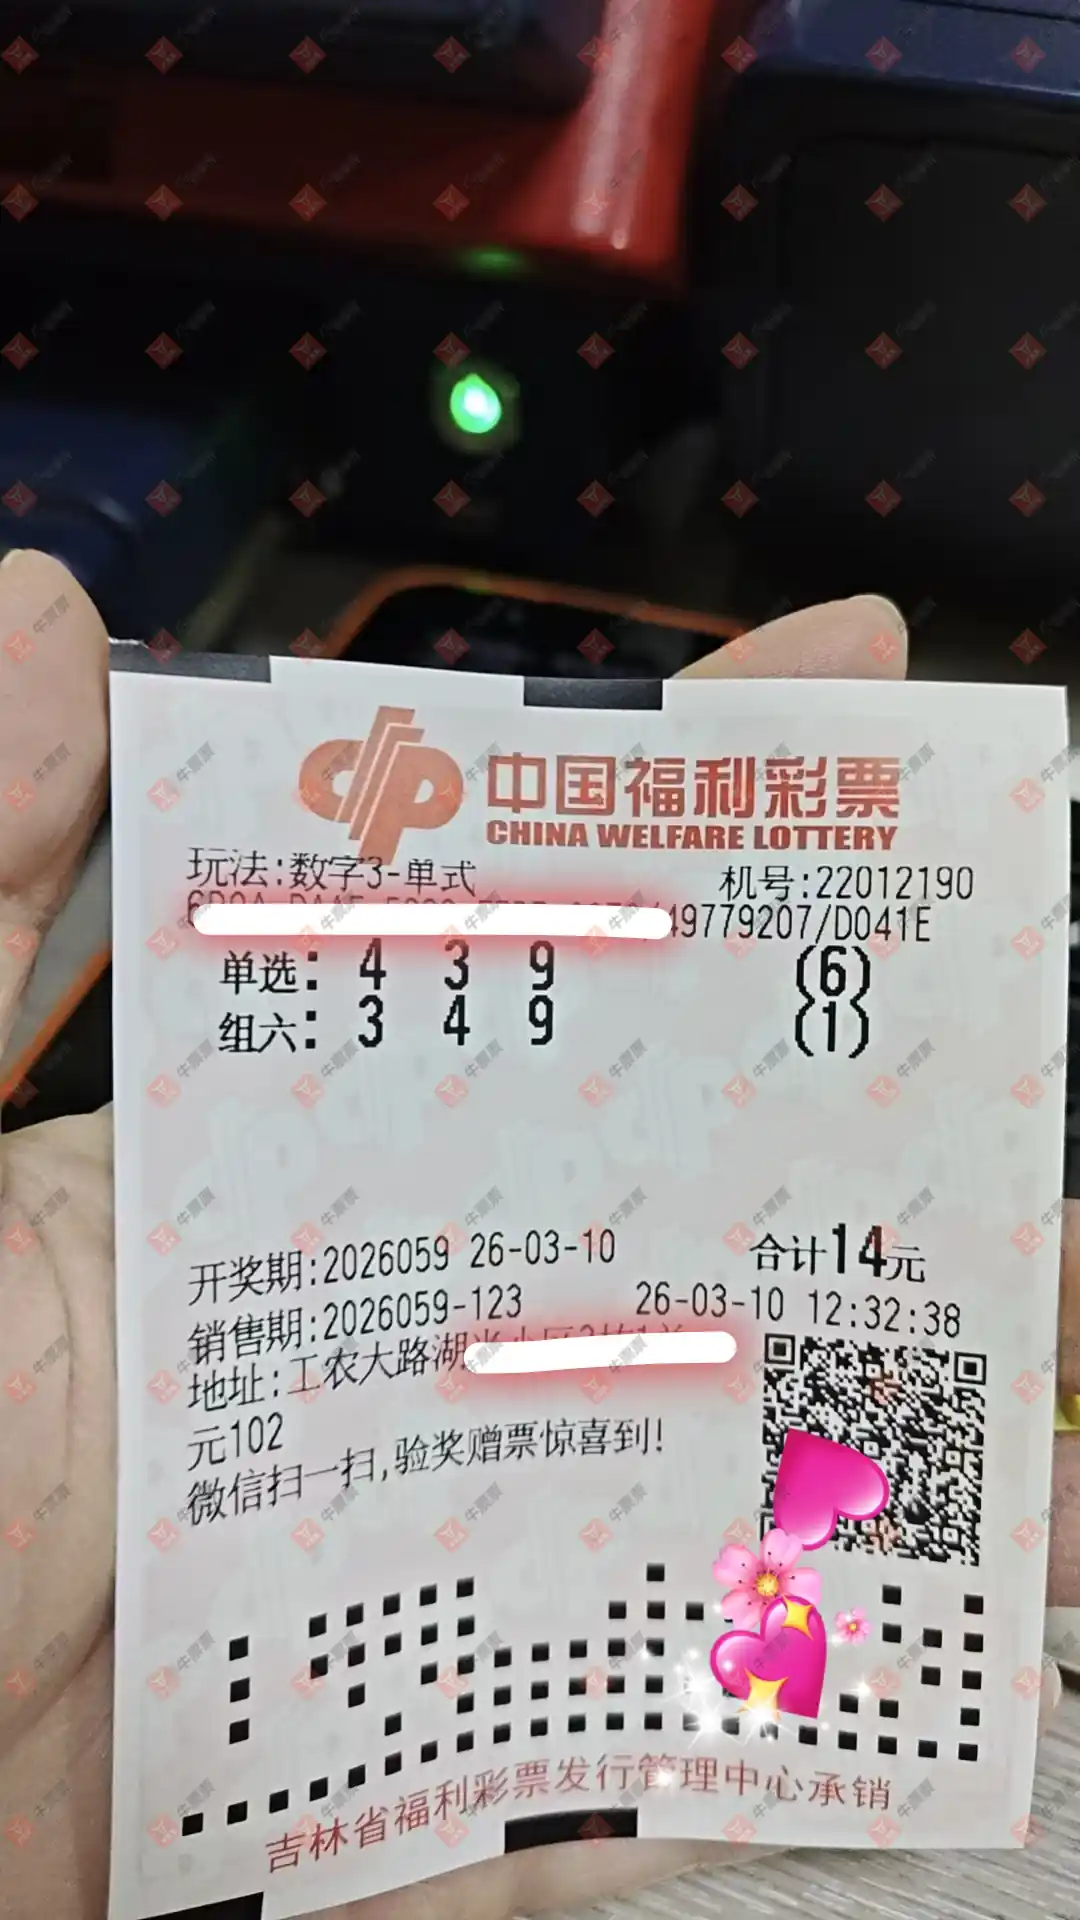 中国福利彩票
CHINA WELFARE LOTTERY
玩法:数字3-单式 机号:22012190
49779207/D041E
单选: 4 3 9 (6)
组六: 3 4 9 (1)
开奖期:2026059 26-03-10 合计14元
销售期:2026059-123 26-03-10 12:32:38
地址:工农大路湖
元102
微信扫一扫,验奖赠票惊喜到!
吉林省福利彩票发行管理中心承销
牛票票